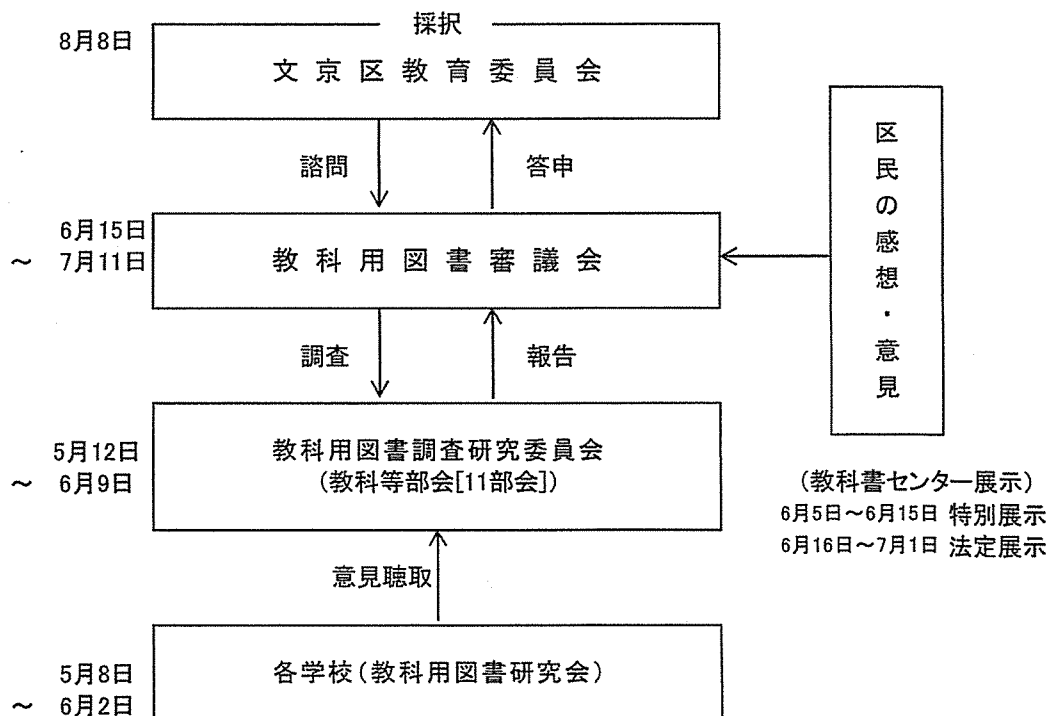 採択
8月8日
文京区教育委員会
諮問
答申
6月15日
～ 7月11日
教科用図書審議会
区民の感想・意見
調査
報告
5月12日
～ 6月9日
教科用図書調査研究委員会
(教科等部会[11部会])
(教科書センター展示)
6月5日～6月15日 特別展示
6月16日～7月1日 法定展示
意見聴取
5月8日
～ 6月2日
各学校(教科用図書研究会)